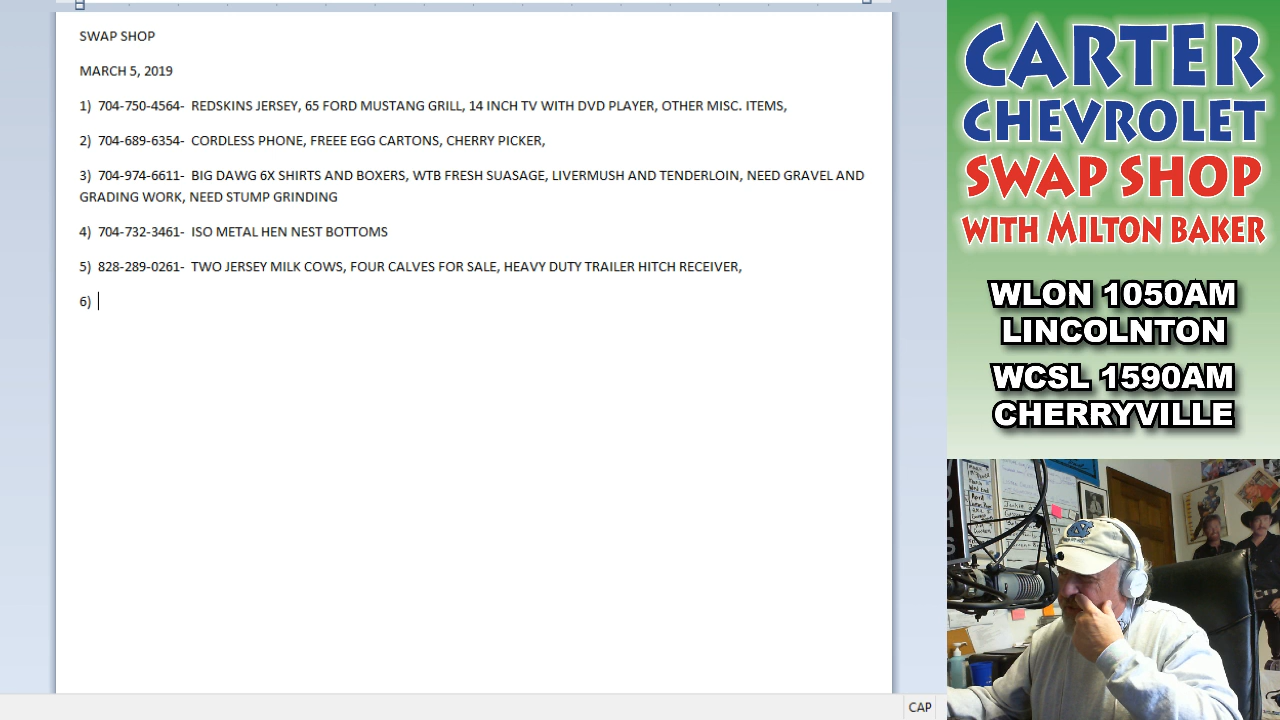 SWAP SHOP
MARCH 5, 2019
1) 704-750-4564- REDSKINS JERSEY, 65 FORD MUSTANG GRILL, 14 INCH TV WITH DVD PLAYER, OTHER MISC. ITEMS,
2) 704-689-6354- CORDLESS PHONE, FREEE EGG CARTONS, CHERRY PICKER,
3) 704-974-6611- BIG DAWG 6X SHIRTS AND BOXERS, WTB FRESH SUASAGE, LIVERMUSH AND TENDERLOIN, NEED GRAVEL AND
GRADING WORK, NEED STUMP GRINDING
4) 704-732-3461- ISO METAL HEN NEST BOTTOMS
5) 828-289-0261- TWO JERSEY MILK COWS, FOUR CALVES FOR SALE, HEAVY DUTY TRAILER HITCH RECEIVER,
6)
CAP
CARTER
CHEVROLET
SWAP SHOP
WITH MILTON BAKER
WLON 1050AM
LINCOLNTON
WCSL 1590AM
CHERRYVILLE